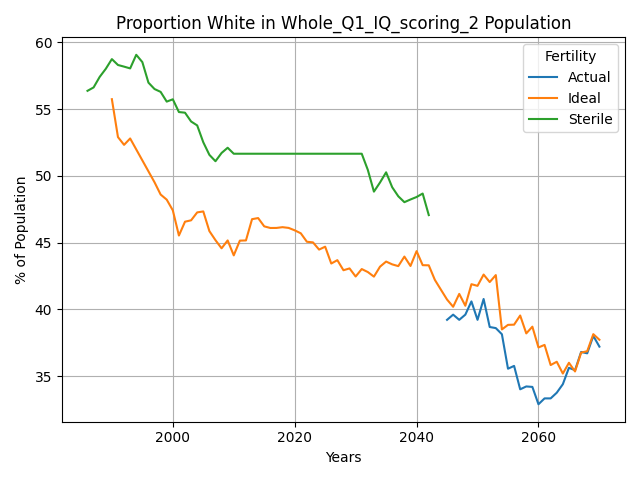 Proportion White in Whole_Q1_IQ_scoring_2 Population
60
55
50
45
40
35
% of Population
Fertility
Actual
Ideal
Sterile
2000
2020
2040
2060
Years